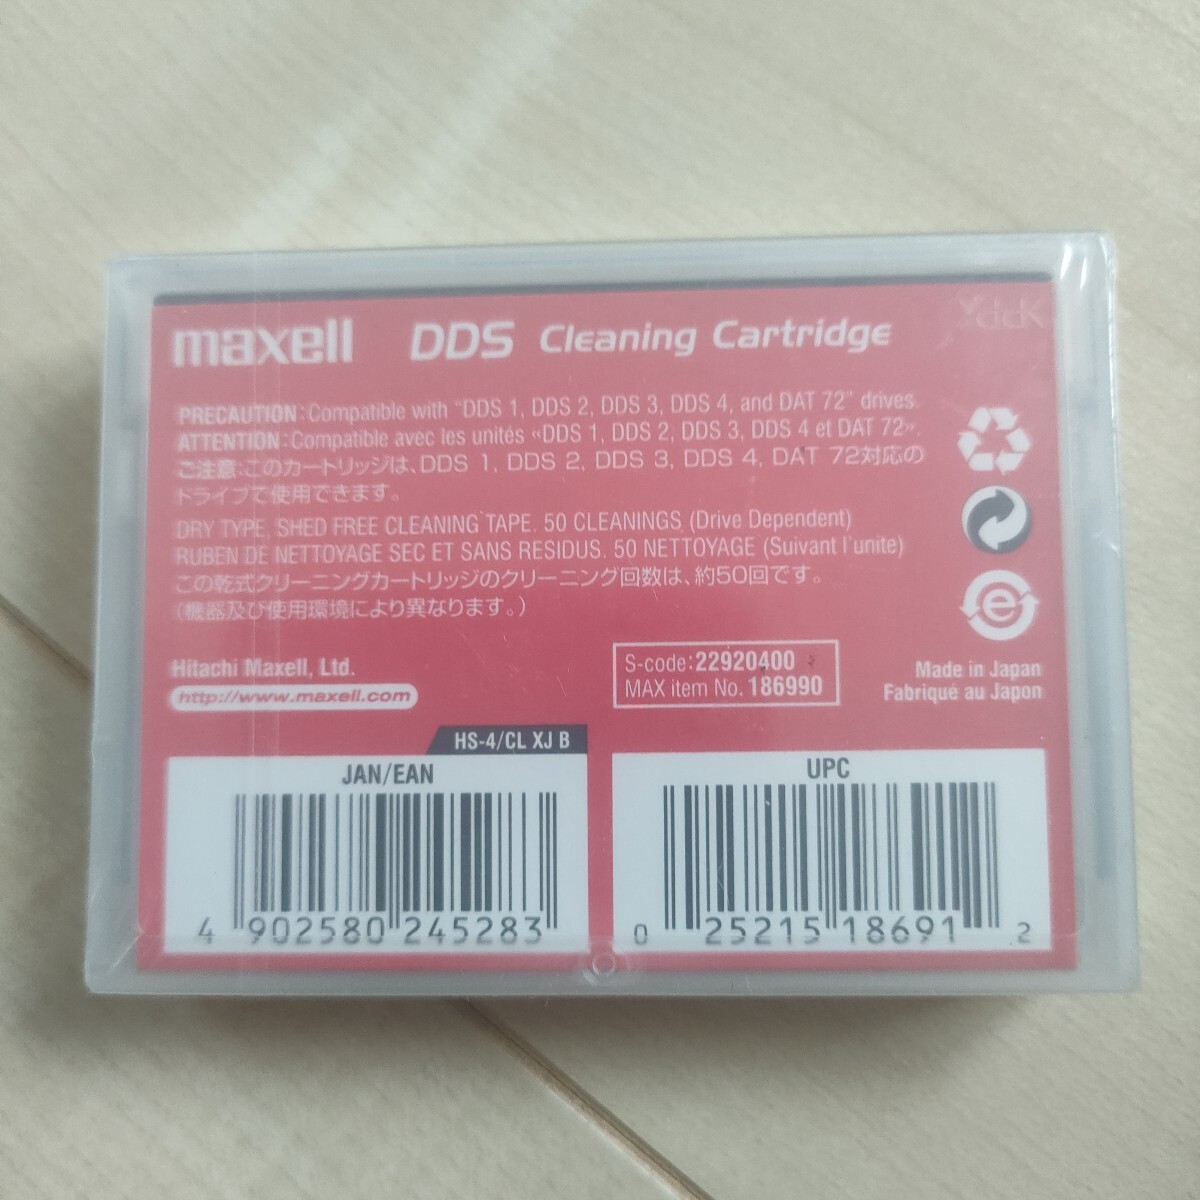 maxell DDS Cleaning Cartridge
PRECAUTION:Compatible with "DDS 1, DDS 2, DDS 3, DDS 4, and DAT 72" drives.
ATTENTION:Compatible avec les unités «DDS 1, DDS 2, DDS 3, DDS 4 et DAT 72».
ご注意:このカートリッジは、DDS 1, DDS 2, DDS 3, DDS 4, DAT 72対応の
ドライブで使用できます。
DRY TYPE, SHED FREE CLEANING TAPE. 50 CLEANINGS (Drive Dependent)
RUBEN DE NETTOYAGE SEC ET SANS RESIDUS. 50 NETTOYAGE (Suivant l'unite)
この乾式クリーニングカートリッジのクリーニング回数は、約50回です。
(機器及び使用環境により異なります。)
Hitachi Maxell, Ltd.
http://www.maxell.com
S-code:22920400
MAX item No. 186990
Made in Japan
Fabriqué au Japon
HS-4/CL XJ B
JAN/EAN
4 902580 245283
UPC
0 25215 18691 2
e